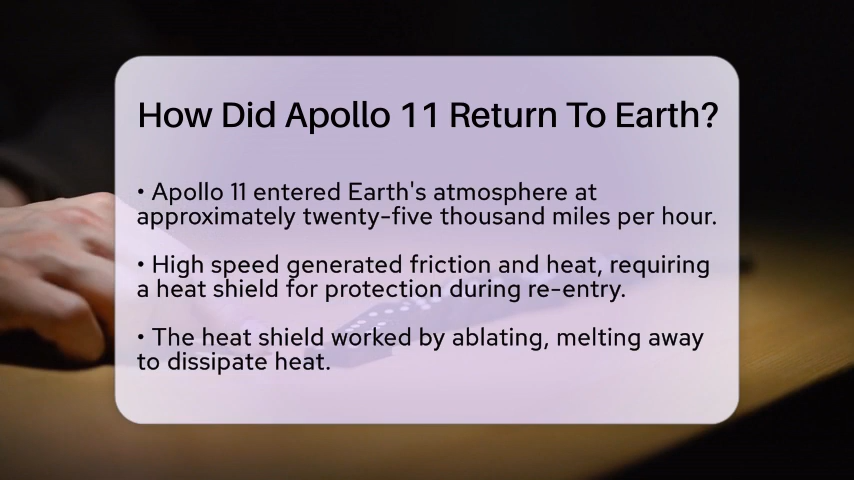 How Did Apollo 11 Return To Earth?
• Apollo 11 entered Earth's atmosphere at
approximately twenty-five thousand miles per hour.
• High speed generated friction and heat, requiring
a heat shield for protection during re-entry.
• The heat shield worked by ablating, melting away
to dissipate heat.